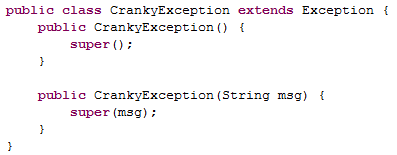 public class CrankyException extends Exception {
    public CrankyException() {
        super();
    }

    public CrankyException(String msg) {
        super(msg);
    }
}